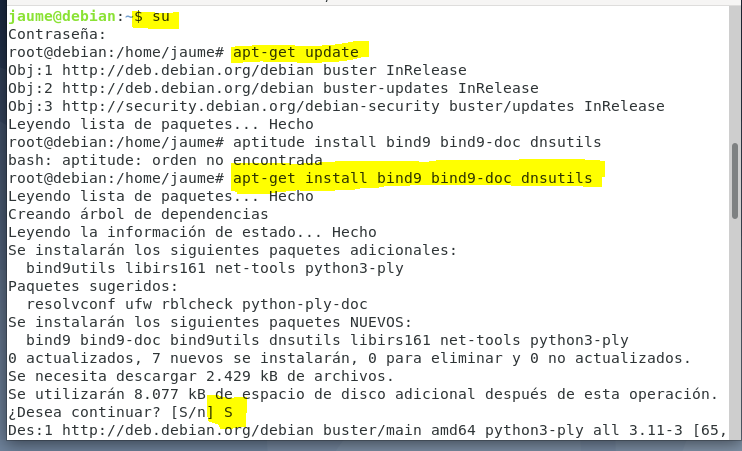 jaume@debian:~$ su
Contraseña:
root@debian:/home/jaume# apt-get update
Obj:1 http://deb.debian.org/debian buster InRelease
Obj:2 http://deb.debian.org/debian buster-updates InRelease
Obj:3 http://security.debian.org/debian-security buster/updates InRelease
Leyendo lista de paquetes... Hecho
root@debian:/home/jaume# aptitude install bind9 bind9-doc dnsutils
bash: aptitude: orden no encontrada
root@debian:/home/jaume# apt-get install bind9 bind9-doc dnsutils
Leyendo lista de paquetes... Hecho
Creando árbol de dependencias
Leyendo la información de estado... Hecho
Se instalarán los siguientes paquetes adicionales:
  bind9utils libirs161 net-tools python3-ply
Paquetes sugeridos:
  resolvconf ufw rblcheck python-ply-doc
Se instalarán los siguientes paquetes NUEVOS:
  bind9 bind9-doc bind9utils dnsutils libirs161 net-tools python3-ply
0 actualizados, 7 nuevos se instalarán, 0 para eliminar y 0 no actualizados.
Se necesita descargar 2.429 kB de archivos.
Se utilizarán 8.077 kB de espacio de disco adicional después de esta operación.
¿Desea continuar? [S/n] S
Des:1 http://deb.debian.org/debian buster/main amd64 python3-ply all 3.11-3 [65,